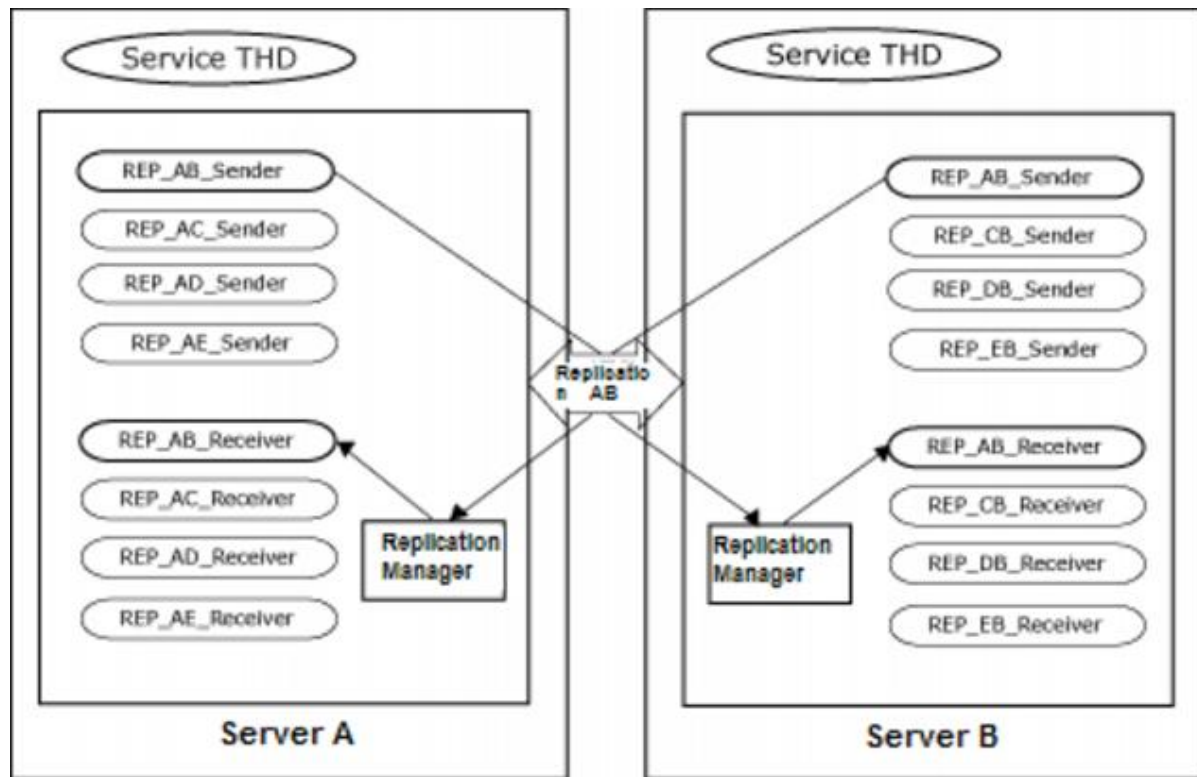 Service THD
REP_AB_Sender
REP_AC_Sender
REP_AD_Sender
REP_AE_Sender
REP_AB_Receiver
REP_AC_Receiver
REP_AD_Receiver
REP_AE_Receiver
Replication
Manager
Server A
Replicatio
n AB
Service THD
REP_AB_Sender
REP_CB_Sender
REP_DB_Sender
REP_EB_Sender
REP_AB_Receiver
REP_CB_Receiver
REP_DB_Receiver
REP_EB_Receiver
Replication
Manager
Server B